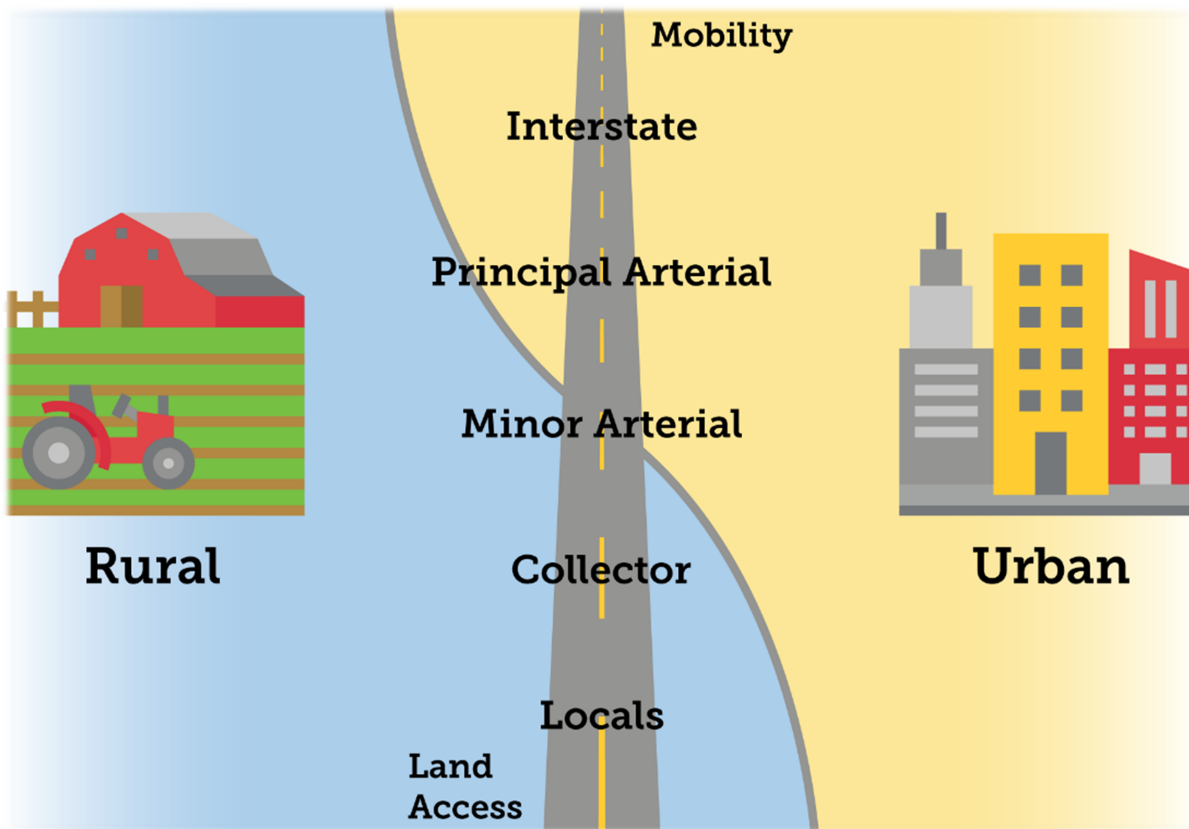 Mobility
Interstate
Principal Arterial
Minor Arterial
Rural
Collector
Urban
Locals
Land
Access